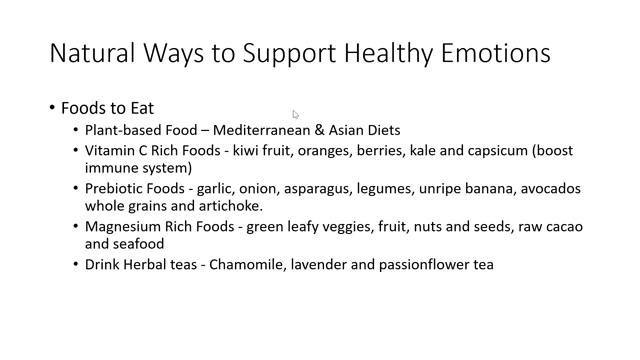 Natural Ways to Support Healthy Emotions
• Foods to Eat
• Plant-based Food – Mediterranean & Asian Diets
• Vitamin C Rich Foods - kiwi fruit, oranges, berries, kale and capsicum (boost
immune system)
• Prebiotic Foods - garlic, onion, asparagus, legumes, unripe banana, avocados
whole grains and artichoke.
• Magnesium Rich Foods - green leafy veggies, fruit, nuts and seeds, raw cacao
and seafood
• Drink Herbal teas - Chamomile, lavender and passionflower tea